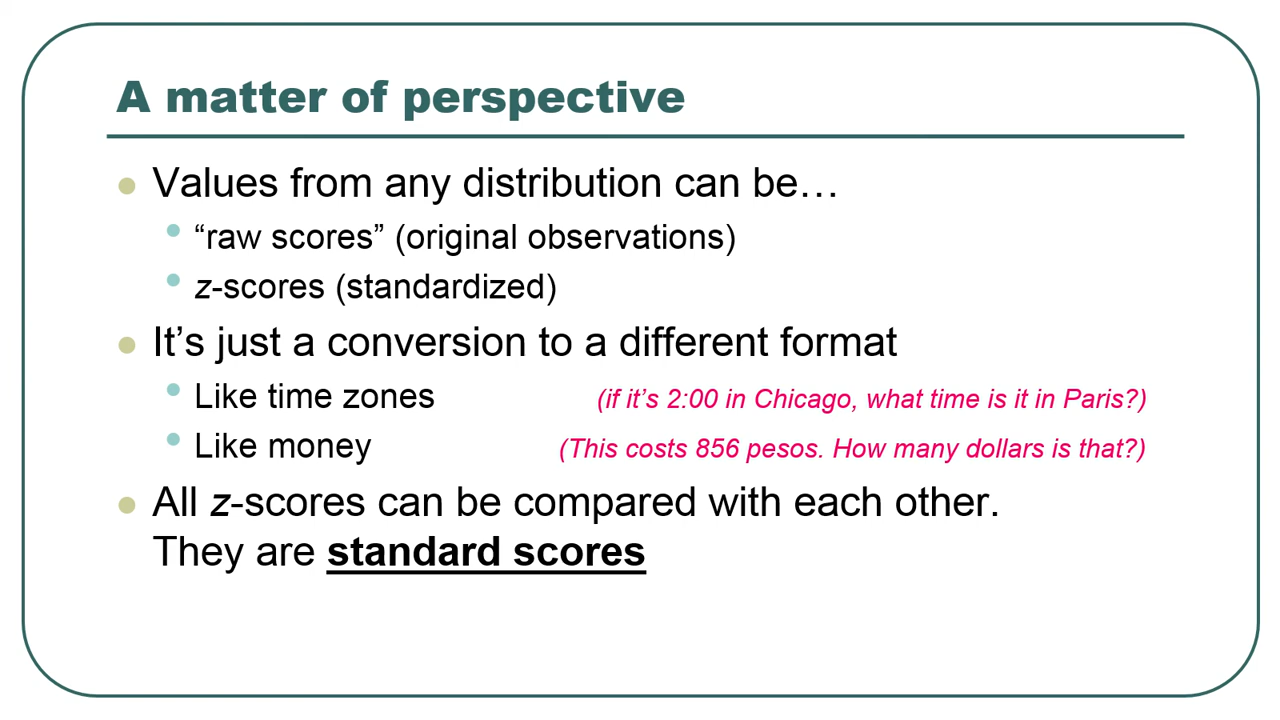 A matter of perspective
Values from any distribution can be…
“raw scores” (original observations)
z-scores (standardized)
It’s just a conversion to a different format
Like time zones (if it’s 2:00 in Chicago, what time is it in Paris?)
Like money (This costs 856 pesos. How many dollars is that?)
All z-scores can be compared with each other.
They are standard scores